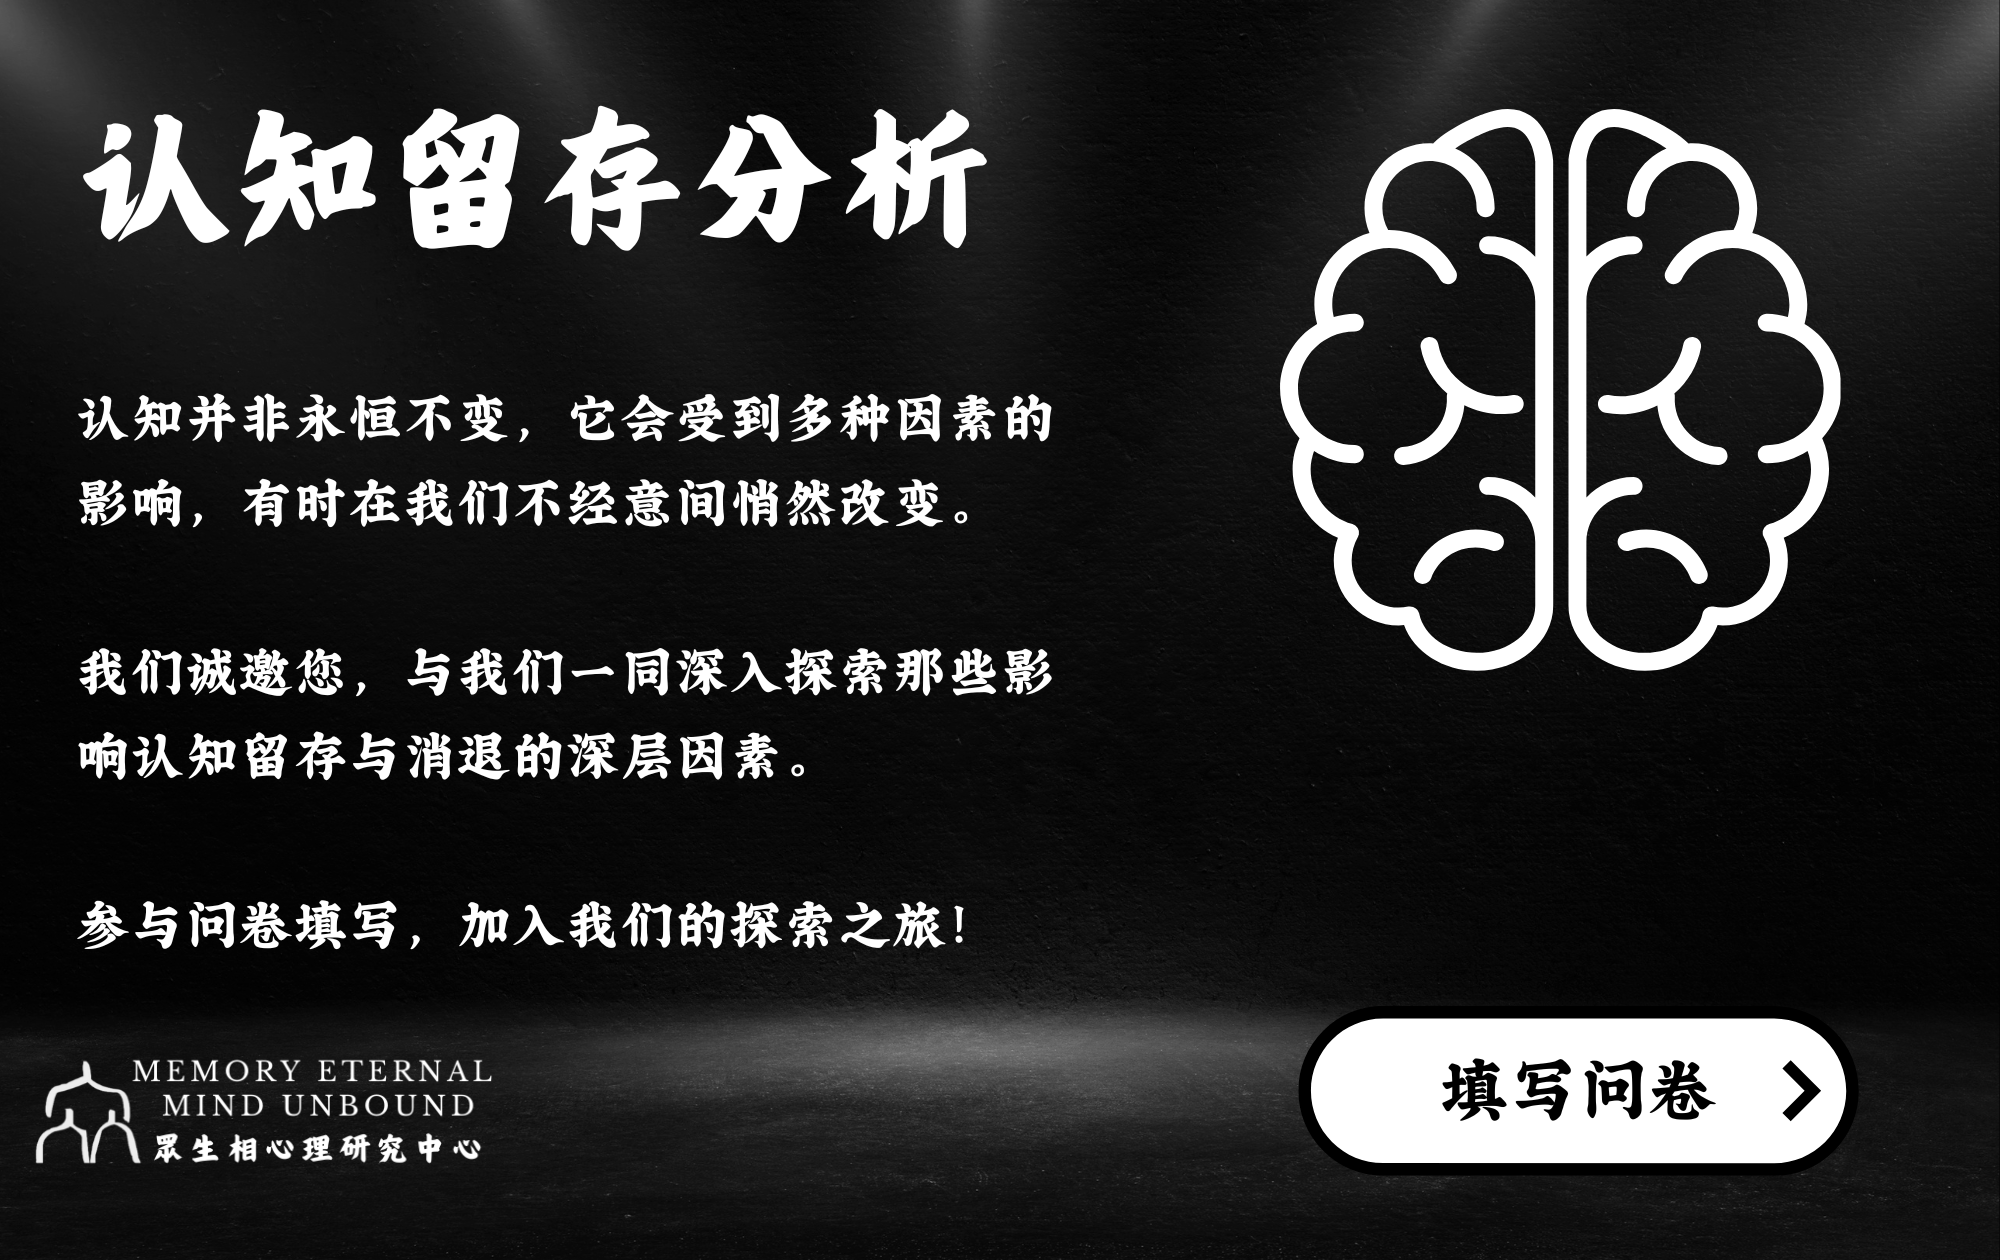 认知留存分析
认知并非永恒不变，它会受到多种因素的
影响，有时在我们不经意间悄然改变。
我们诚邀您，与我们一同深入探索那些影
响认知留存与消退的深层因素。
参与问卷填写，加入我们的探索之旅！
MEMORY ETERNAL
MIND UNBOUND
眾生相心理研究中心
填写问卷